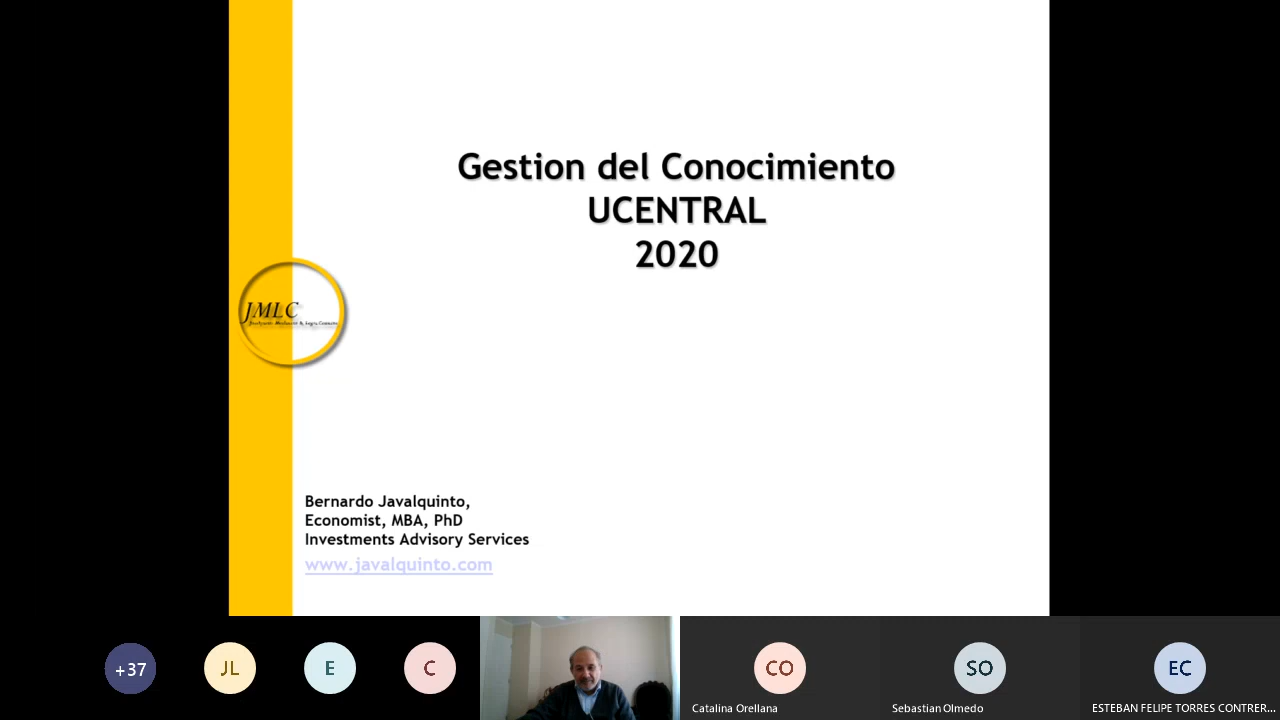 Gestion del Conocimiento
UCENTRAL
2020
JMLC
Bernardo Javalquinto,
Economist, MBA, PhD
Investments Advisory Services
www.javalquinto.com
+37
JL
E
C
CO
SO
EC
Catalina Orellana
Sebastian Olmedo
ESTEBAN FELIPE TORRES CONTRER...